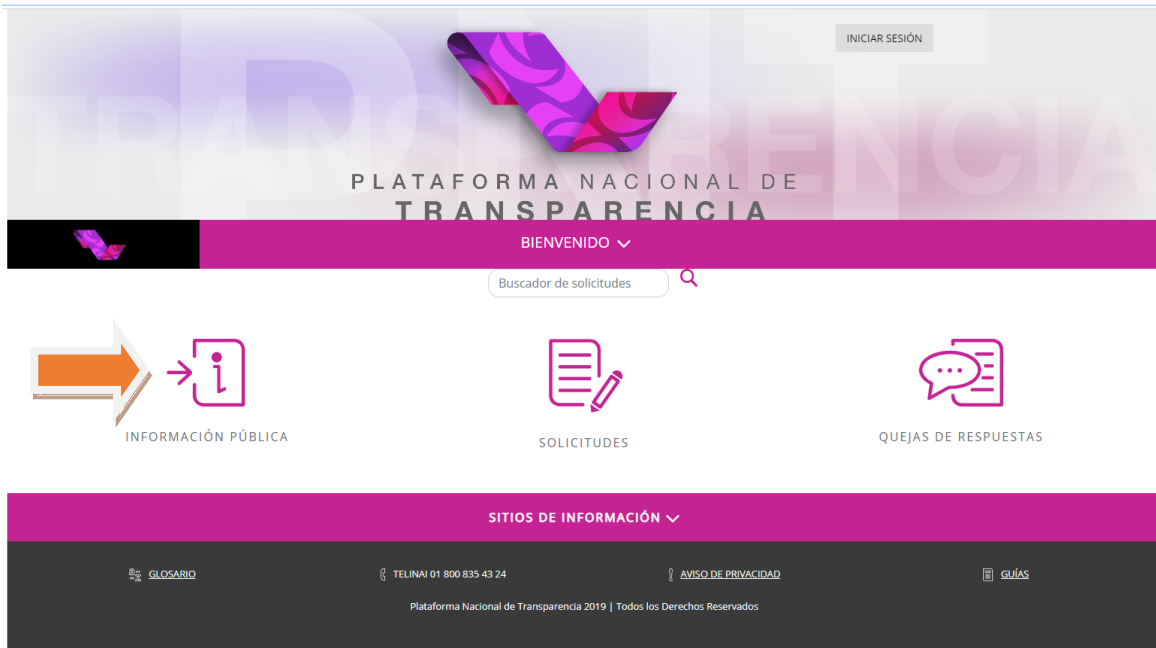 INICIAR SESIÓN
PNT
TRANSPARENCIA
PLATAFORMA NACIONAL DE
TRANSPARENCIA
BIENVENIDO
Buscador de solicitudes
INFORMACIÓN PÚBLICA
SOLICITUDES
QUEJAS DE RESPUESTAS
SITIOS DE INFORMACIÓN
GLOSARIO
TELINAI 01 800 835 43 24
AVISO DE PRIVACIDAD
GUÍAS
Plataforma Nacional de Transparencia 2019 | Todos los Derechos Reservados